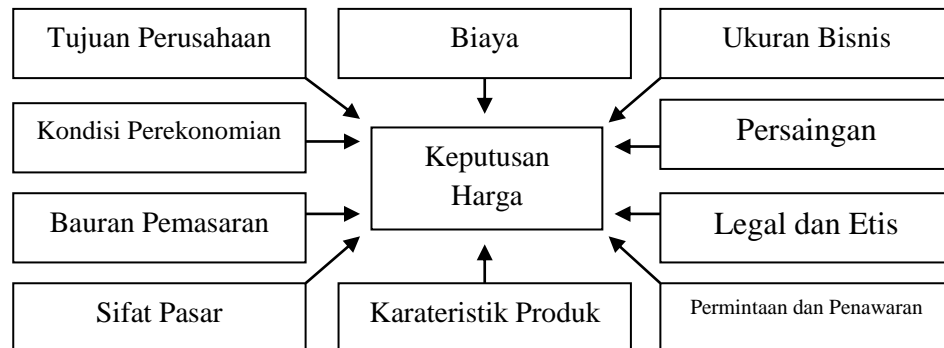 Tujuan Perusahaan
Biaya
Ukuran Bisnis
Kondisi Perekonomian
Persaingan
Keputusan
Harga
Bauran Pemasaran
Legal dan Etis
Sifat Pasar
Karateristik Produk
Permintaan dan Penawaran